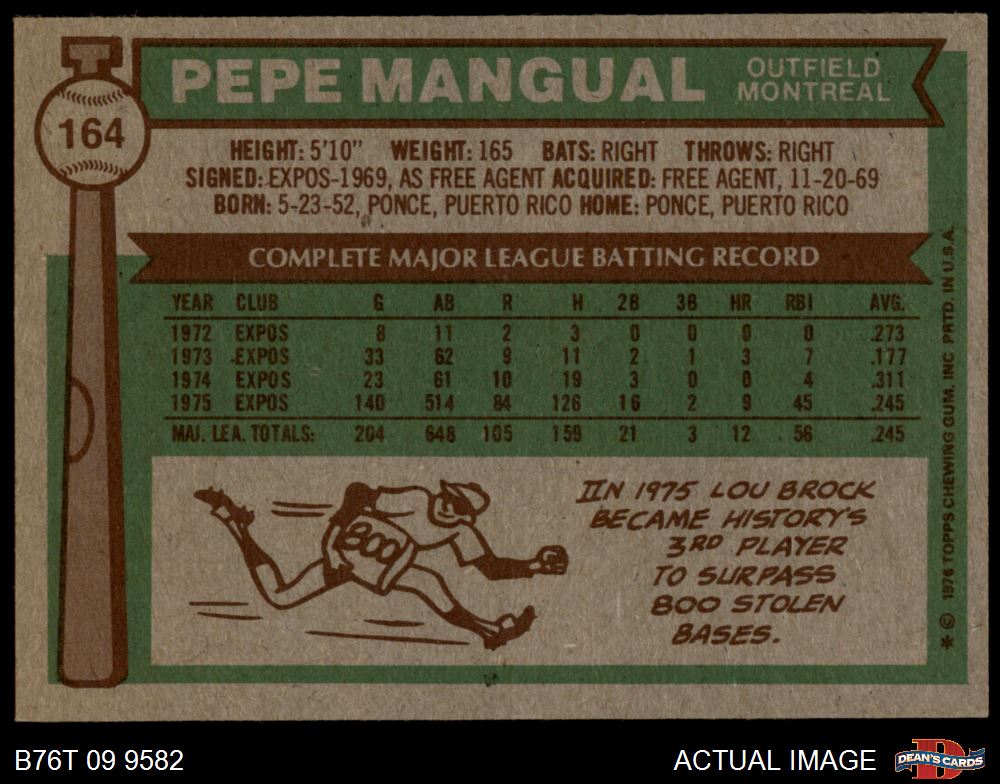 164
PEPE MANGUAL
OUTFIELD
MONTREAL
HEIGHT: 5'10" WEIGHT: 165 BATS: RIGHT THROWS: RIGHT
SIGNED: EXPOS-1969, AS FREE AGENT ACQUIRED: FREE AGENT, 11-20-69
BORN: 5-23-52, PONCE, PUERTO RICO HOME: PONCE, PUERTO RICO
COMPLETE MAJOR LEAGUE BATTING RECORD
YEAR CLUB G AB R H 2B 3B HR RBI AVG.
1972 EXPOS 8 11 2 3 0 0 0 0 .273
1973 EXPOS 33 62 9 11 2 1 3 7 .177
1974 EXPOS 23 61 10 19 3 0 0 4 .311
1975 EXPOS 140 514 84 126 16 2 9 45 .245
MAJ. LEA. TOTALS: 204 648 105 159 21 3 12 56 .245
800
IN 1975 LOU BROCK
BECAME HISTORY'S
3RD PLAYER
TO SURPASS
800 STOLEN
BASES.
* © 1976 TOPPS CHEWING GUM, INC. PRTD. IN U.S.A.
B76T 09 9582
ACTUAL IMAGE
D
DEAN'S CARDS